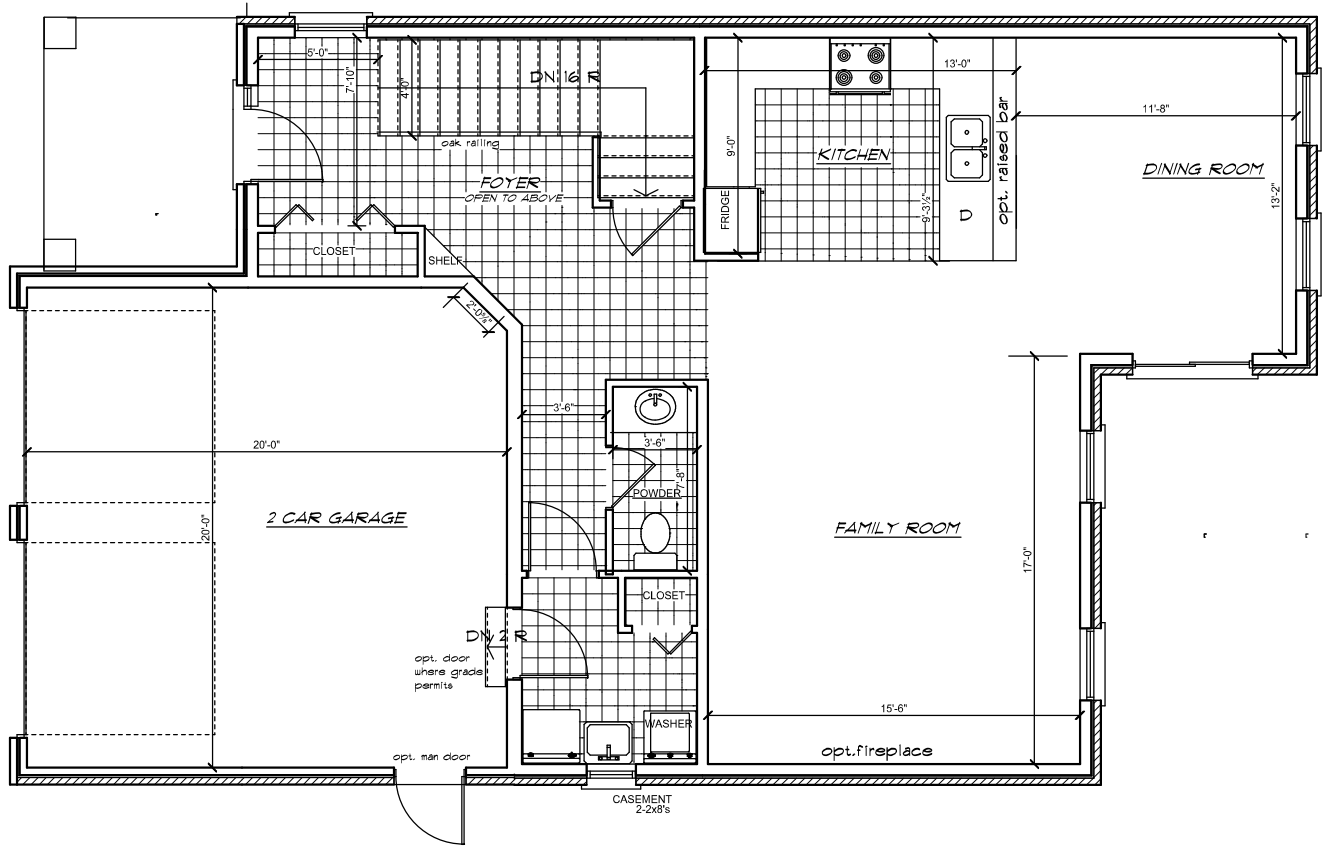 5'-0"
7'-10"
4'-0"
DN 16 R
13'-0"
11'-8"
oak railing
9'-0"
KITCHEN
opt. raised bar
DINING ROOM
FOYER
OPEN TO ABOVE
FRIDGE
9'-3½"
D
13'-2"
CLOSET
SHELF
2'-0⅝"
3'-6"
20'-0"
3'-6"
7'-8"
POWDER
2 CAR GARAGE
20'-0"
FAMILY ROOM
17'-0"
CLOSET
DN 2 R
opt. door
where grade
permits
15'-6"
WASHER
opt. man door
opt.fireplace
CASEMENT
2-2x8's